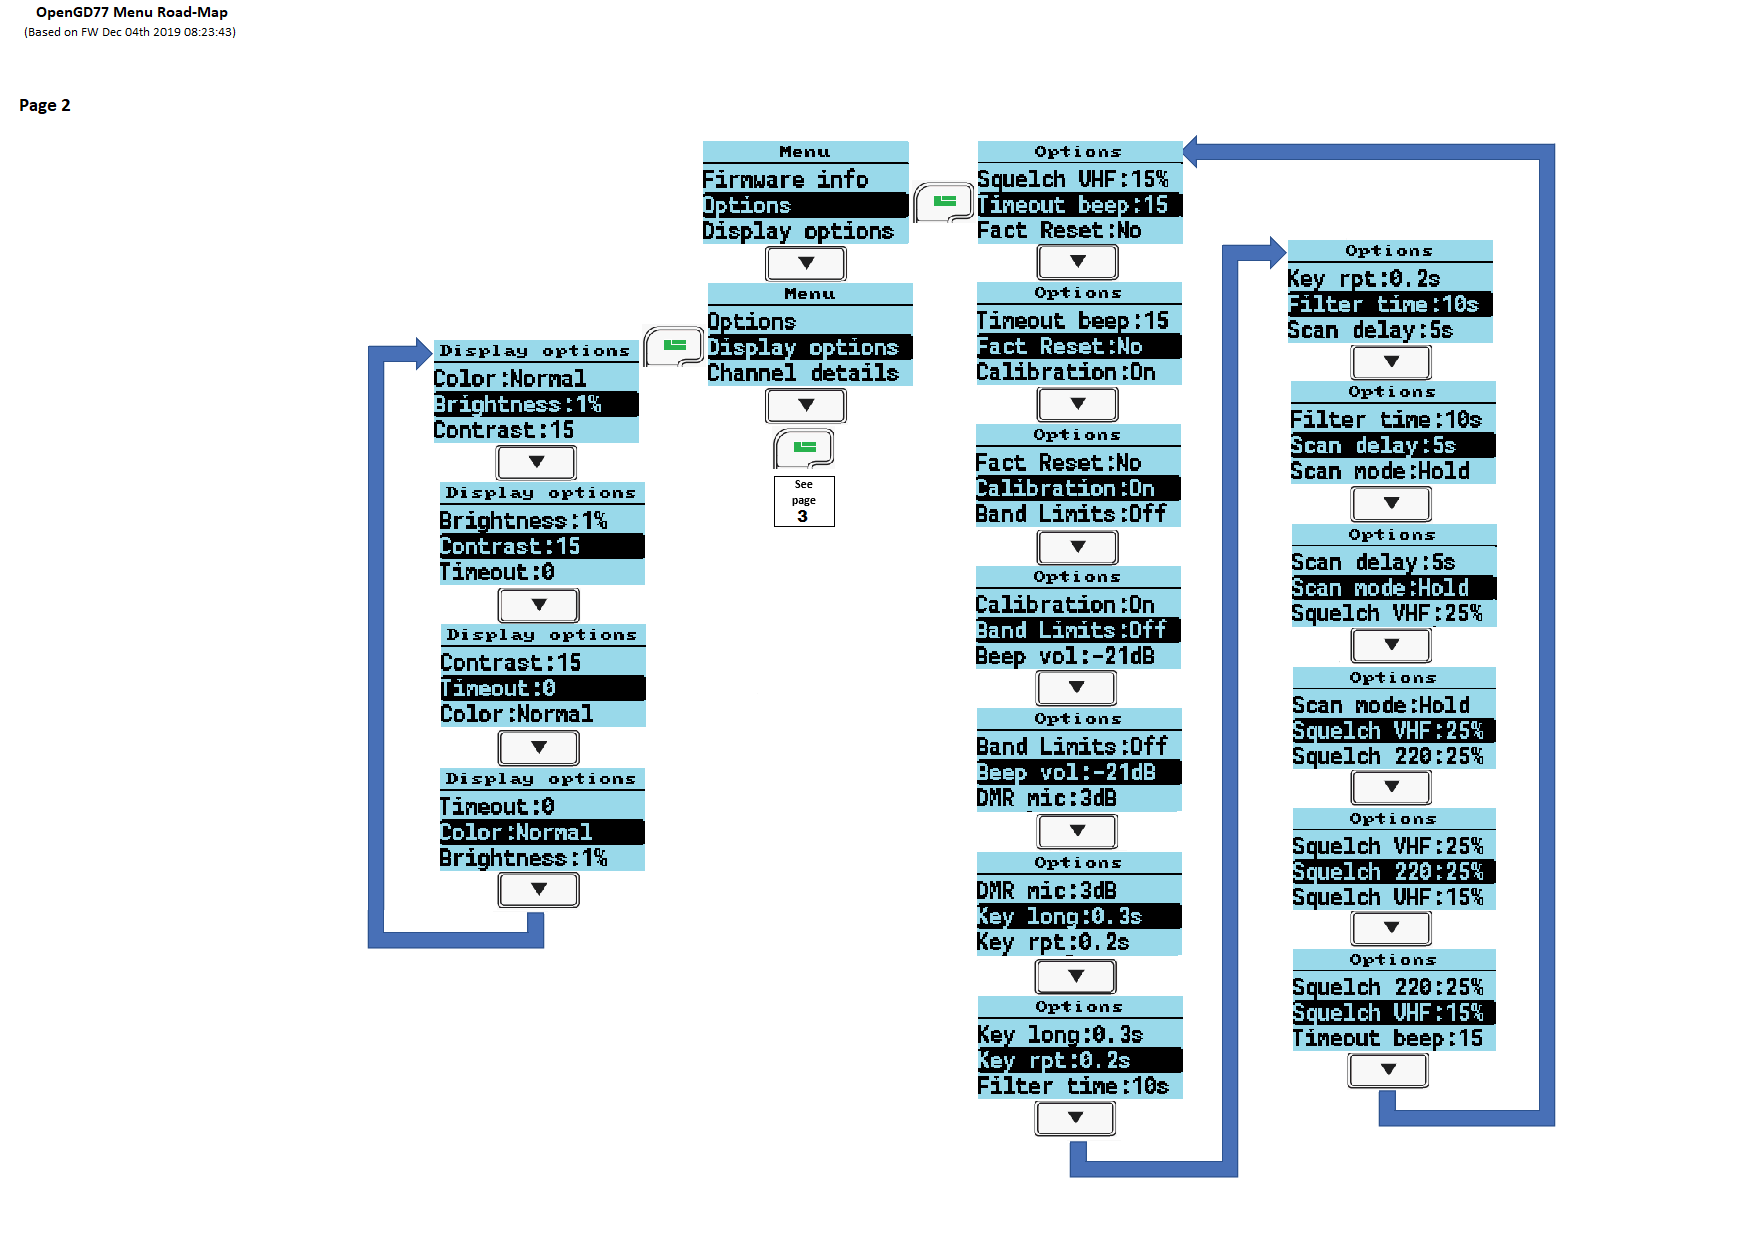 OpenGD77 Menu Road-Map
(Based on FW Dec 04th 2019 08:23:43)
Page 2
Menu
Firmware info
Options
Display options
Menu
Options
Display options
Channel details
See
page
3
Display options
Color:Normal
Brightness:1%
Contrast:15
Display options
Brightness:1%
Contrast:15
Timeout:0
Display options
Contrast:15
Timeout:0
Color:Normal
Display options
Timeout:0
Color:Normal
Brightness:1%
Options
Squelch VHF:15%
Timeout beep:15
Fact Reset:No
Options
Timeout beep:15
Fact Reset:No
Calibration:On
Options
Fact Reset:No
Calibration:On
Band Limits:Off
Options
Calibration:On
Band Limits:Off
Beep vol:-21dB
Options
Band Limits:Off
Beep vol:-21dB
DMR mic:3dB
Options
DMR mic:3dB
Key long:0.3s
Key rpt:0.2s
Options
Key long:0.3s
Key rpt:0.2s
Filter time:10s
Options
Key rpt:0.2s
Filter time:10s
Scan delay:5s
Options
Filter time:10s
Scan delay:5s
Scan mode:Hold
Options
Scan delay:5s
Scan mode:Hold
Squelch VHF:25%
Options
Scan mode:Hold
Squelch VHF:25%
Squelch 220:25%
Options
Squelch VHF:25%
Squelch 220:25%
Squelch UHF:15%
Options
Squelch 220:25%
Squelch UHF:15%
Timeout beep:15